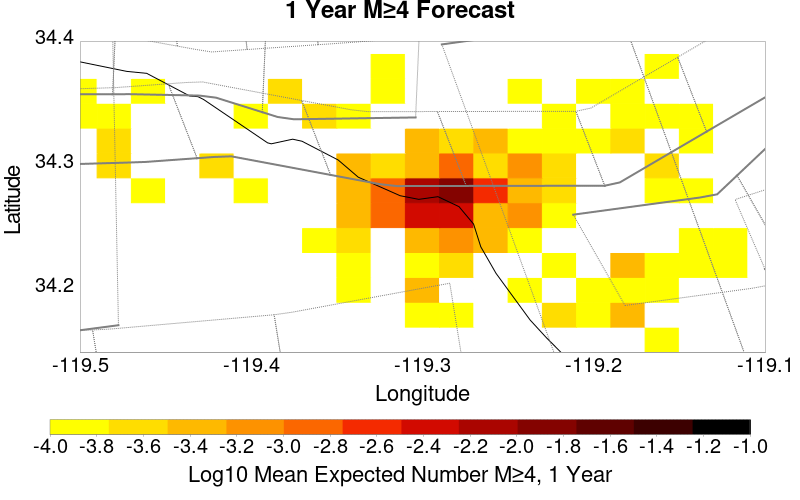 1 Year M≥4 Forecast
34.4
34.3
34.2
Latitude
-119.5 -119.4 -119.3 -119.2 -119.1
Longitude
-4.0 -3.8 -3.6 -3.4 -3.2 -3.0 -2.8 -2.6 -2.4 -2.2 -2.0 -1.8 -1.6 -1.4 -1.2 -1.0
Log10 Mean Expected Number M≥4, 1 Year